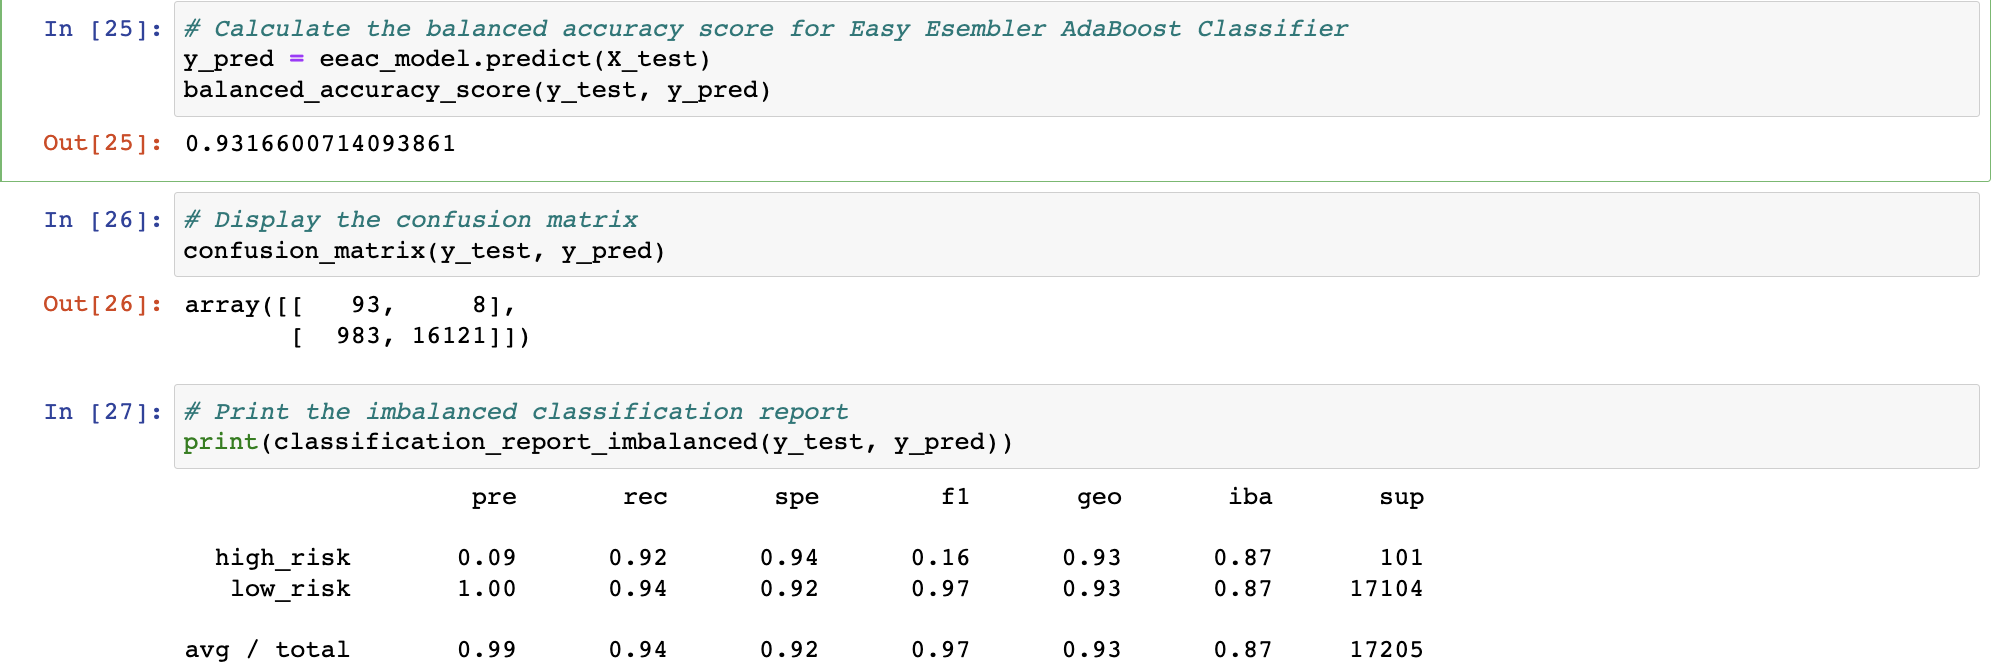 In [25]: # Calculate the balanced accuracy score for Easy Esembler AdaBoost Classifier
y_pred = eeac_model.predict(X_test)
balanced_accuracy_score(y_test, y_pred)
Out[25]: 0.9316600714093861
In [26]: # Display the confusion matrix
confusion_matrix(y_test, y_pred)
Out[26]: array([[   93,     8],
       [  983, 16121]])
In [27]: # Print the imbalanced classification report
print(classification_report_imbalanced(y_test, y_pred))
pre rec spe f1 geo iba sup
high_risk 0.09 0.92 0.94 0.16 0.93 0.87 101
low_risk 1.00 0.94 0.92 0.97 0.93 0.87 17104
avg / total 0.99 0.94 0.92 0.97 0.93 0.87 17205